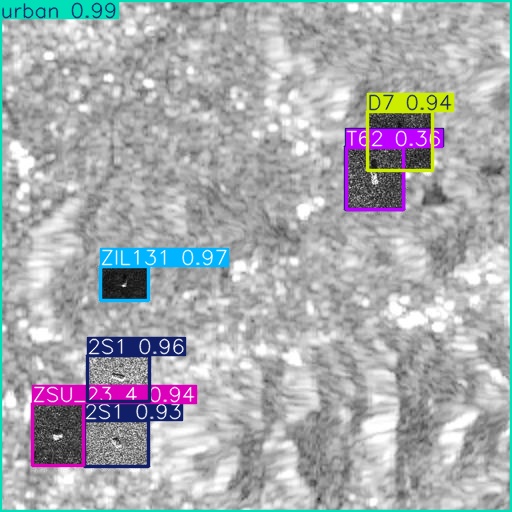 urban 0.99
D7 0.94
T62 0.36
ZIL131 0.97
2S1 0.96
ZSU_23_4 0.94
2S1 0.93